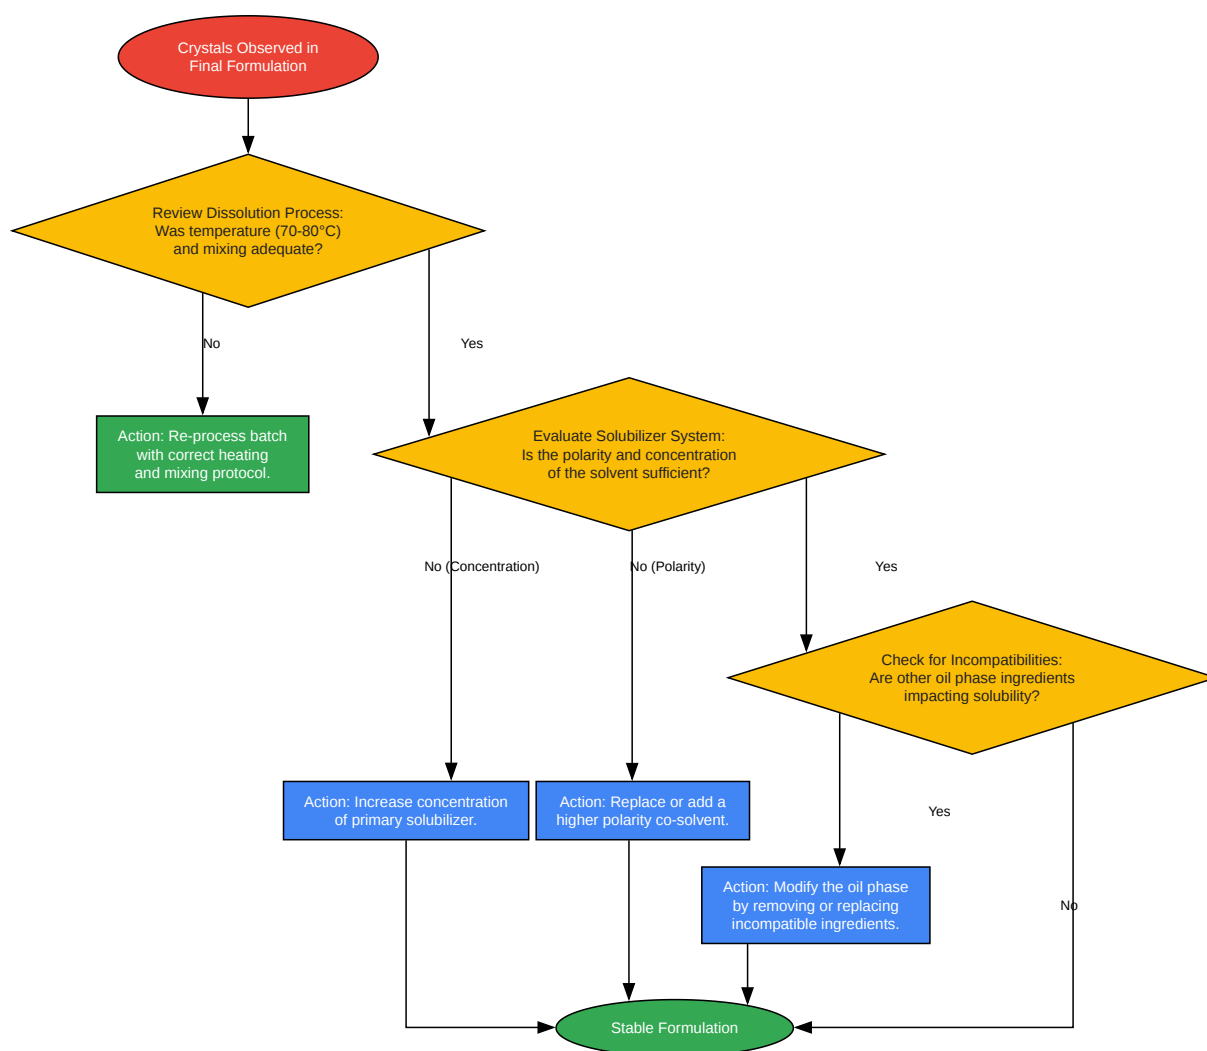 Crystals Observed in
Final Formulation
Review Dissolution Process:
Was temperature (70-80°C)
and mixing adequate?
No
Yes
Action: Re-process batch
with correct heating
and mixing protocol.
Evaluate Solubilizer System:
Is the polarity and concentration
of the solvent sufficient?
No (Concentration)
No (Polarity)
Yes
Check for Incompatibilities:
Are other oil phase ingredients
impacting solubility?
Action: Increase concentration
of primary solubilizer.
Action: Replace or add a
higher polarity co-solvent.
Yes
Action: Modify the oil phase
by removing or replacing
incompatible ingredients.
No
Stable Formulation